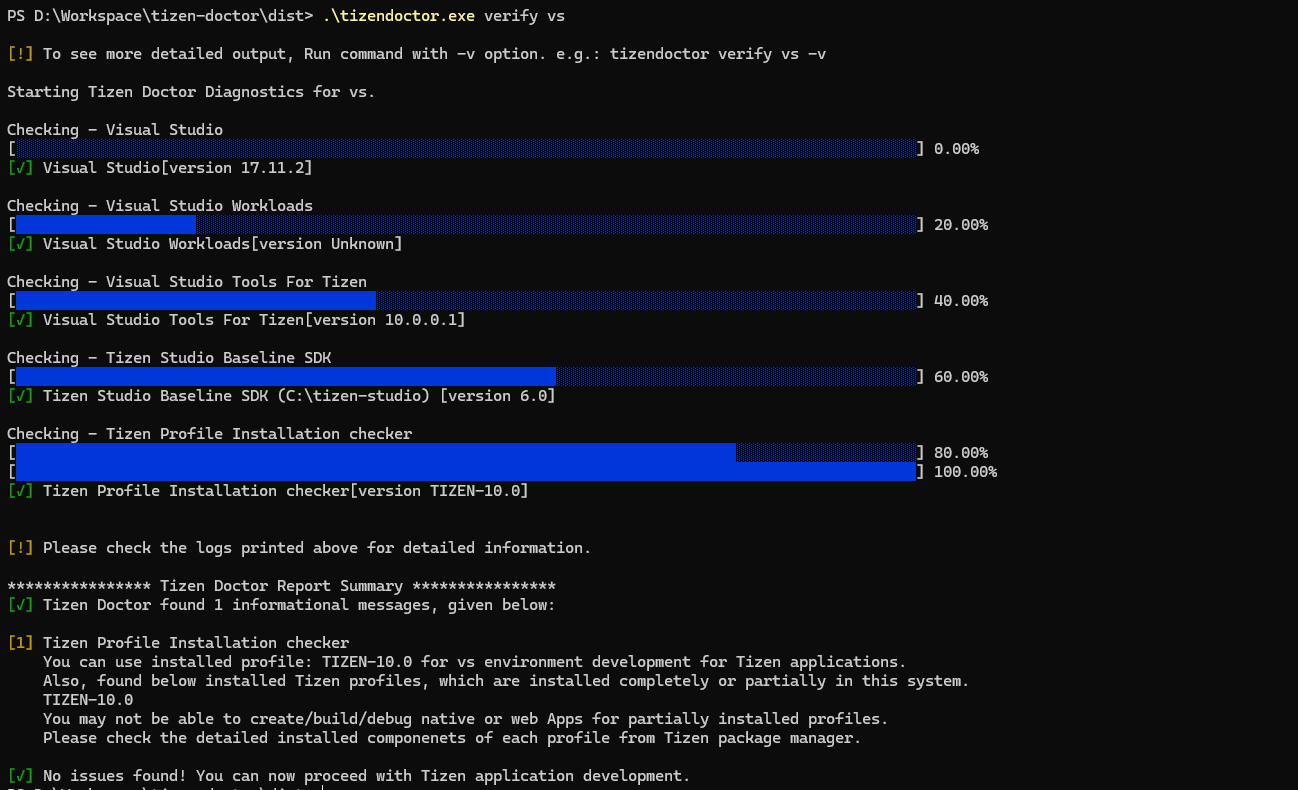 PS D:\Workspace\tizen-doctor\dist> .\tizendoctor.exe verify vs
[!] To see more detailed output, Run command with -v option. e.g.: tizendoctor verify vs -v
Starting Tizen Doctor Diagnostics for vs.
Checking - Visual Studio
[ ] 0.00%
[√] Visual Studio[version 17.11.2]
Checking - Visual Studio Workloads
[ ] 20.00%
[√] Visual Studio Workloads[version Unknown]
Checking - Visual Studio Tools For Tizen
[ ] 40.00%
[√] Visual Studio Tools For Tizen[version 10.0.0.1]
Checking - Tizen Studio Baseline SDK
[ ] 60.00%
[√] Tizen Studio Baseline SDK (C:\tizen-studio) [version 6.0]
Checking - Tizen Profile Installation checker
[ ] 80.00%
[ ] 100.00%
[√] Tizen Profile Installation checker[version TIZEN-10.0]
[!] Please check the logs printed above for detailed information.
**************** Tizen Doctor Report Summary ****************
[√] Tizen Doctor found 1 informational messages, given below:
[1] Tizen Profile Installation checker
You can use installed profile: TIZEN-10.0 for vs environment development for Tizen applications.
Also, found below installed Tizen profiles, which are installed completely or partially in this system.
TIZEN-10.0
You may not be able to create/build/debug native or web Apps for partially installed profiles.
Please check the detailed installed componenets of each profile from Tizen package manager.
[√] No issues found! You can now proceed with Tizen application development.